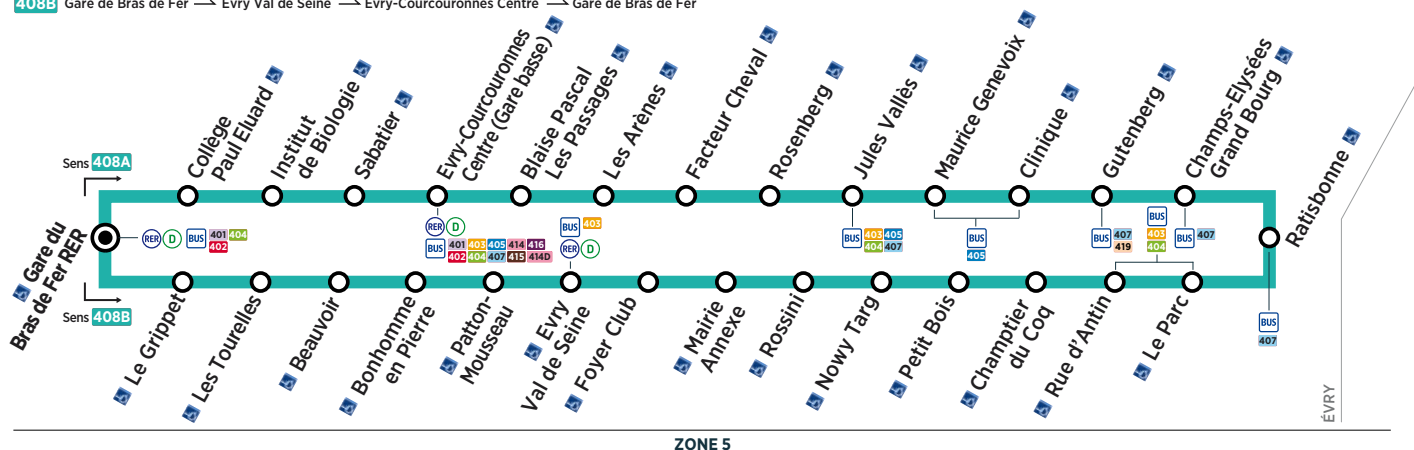 408B Gare de Bras de Fer → Evry Val de Seine → Evry-Courcouronnes Centre → Gare de Bras de Fer
Sens 408A
Collège
Paul Eluard
Institut
de Biologie
Sabatier
Evry-Courcouronnes
Centre (Gare basse)
Blaise Pascal
Les Passages
Les Arènes
Facteur Cheval
Rosenberg
Jules Vallès
Maurice Genevoix
Clinique
Gutenberg
Champs-Elysées
Grand Bourg
Ratisbonne
Gare du
Bras de Fer RER
RER D BUS 401 404
402
RER D
BUS 401 403 405 414 416
402 404 407 415 414D
BUS 403
RER D
BUS 403 405
404 407
BUS
405
BUS 407
419
BUS
403
404
BUS 407
BUS
407
Sens 408B
Le Grippet
Les Tourelles
Beauvoir
Bonhomme
en Pierre
Patton-
Mousseau
Evry
Val de Seine
Foyer Club
Mairie
Annexe
Rossini
Nowy Targ
Petit Bois
Champtier
du Coq
Rue d'Antin
Le Parc
ÉVRY
ZONE 5